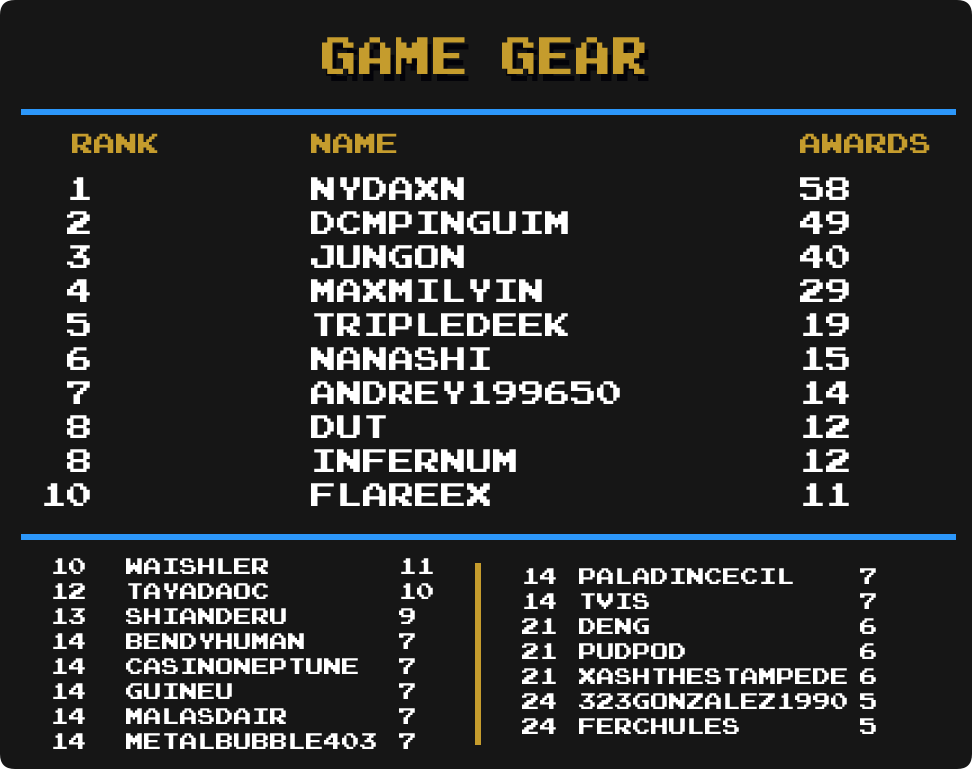 GAME GEAR
RANK NAME AWARDS
1 NYDAXN 58
2 DCMPINGUIM 49
3 JUNGON 40
4 MAXMILYIN 29
5 TRIPLEDEEK 19
6 NANASHI 15
7 ANDREY199650 14
8 DUT 12
8 INFERNUM 12
10 FLAREEX 11
10 WAISHLER 11
12 TAYADAOC 10
13 SHIANDERU 9
14 BENDYHUMAN 7
14 CASINONEPTUNE 7
14 GUINEU 7
14 MALASDAIR 7
14 METALBUBBLE403 7
14 PALADINCECIL 7
14 TVIS 7
21 DENG 6
21 PUDPOD 6
21 XASHTHESTAMPEDE 6
24 323GONZALEZ1990 5
24 FERCHULES 5